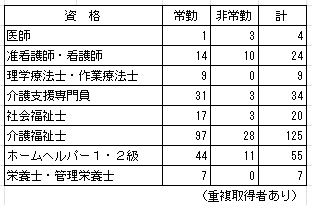 資　格 常勤 非常勤 計
医師 1 3 4
准看護師・看護師 14 10 24
理学療法士・作業療法士 9 0 9
介護支援専門員 31 3 34
社会福祉士 17 3 20
介護福祉士 97 28 125
ホームヘルパー１・２級 44 11 55
栄養士・管理栄養士 7 0 7
（重複取得者あり）